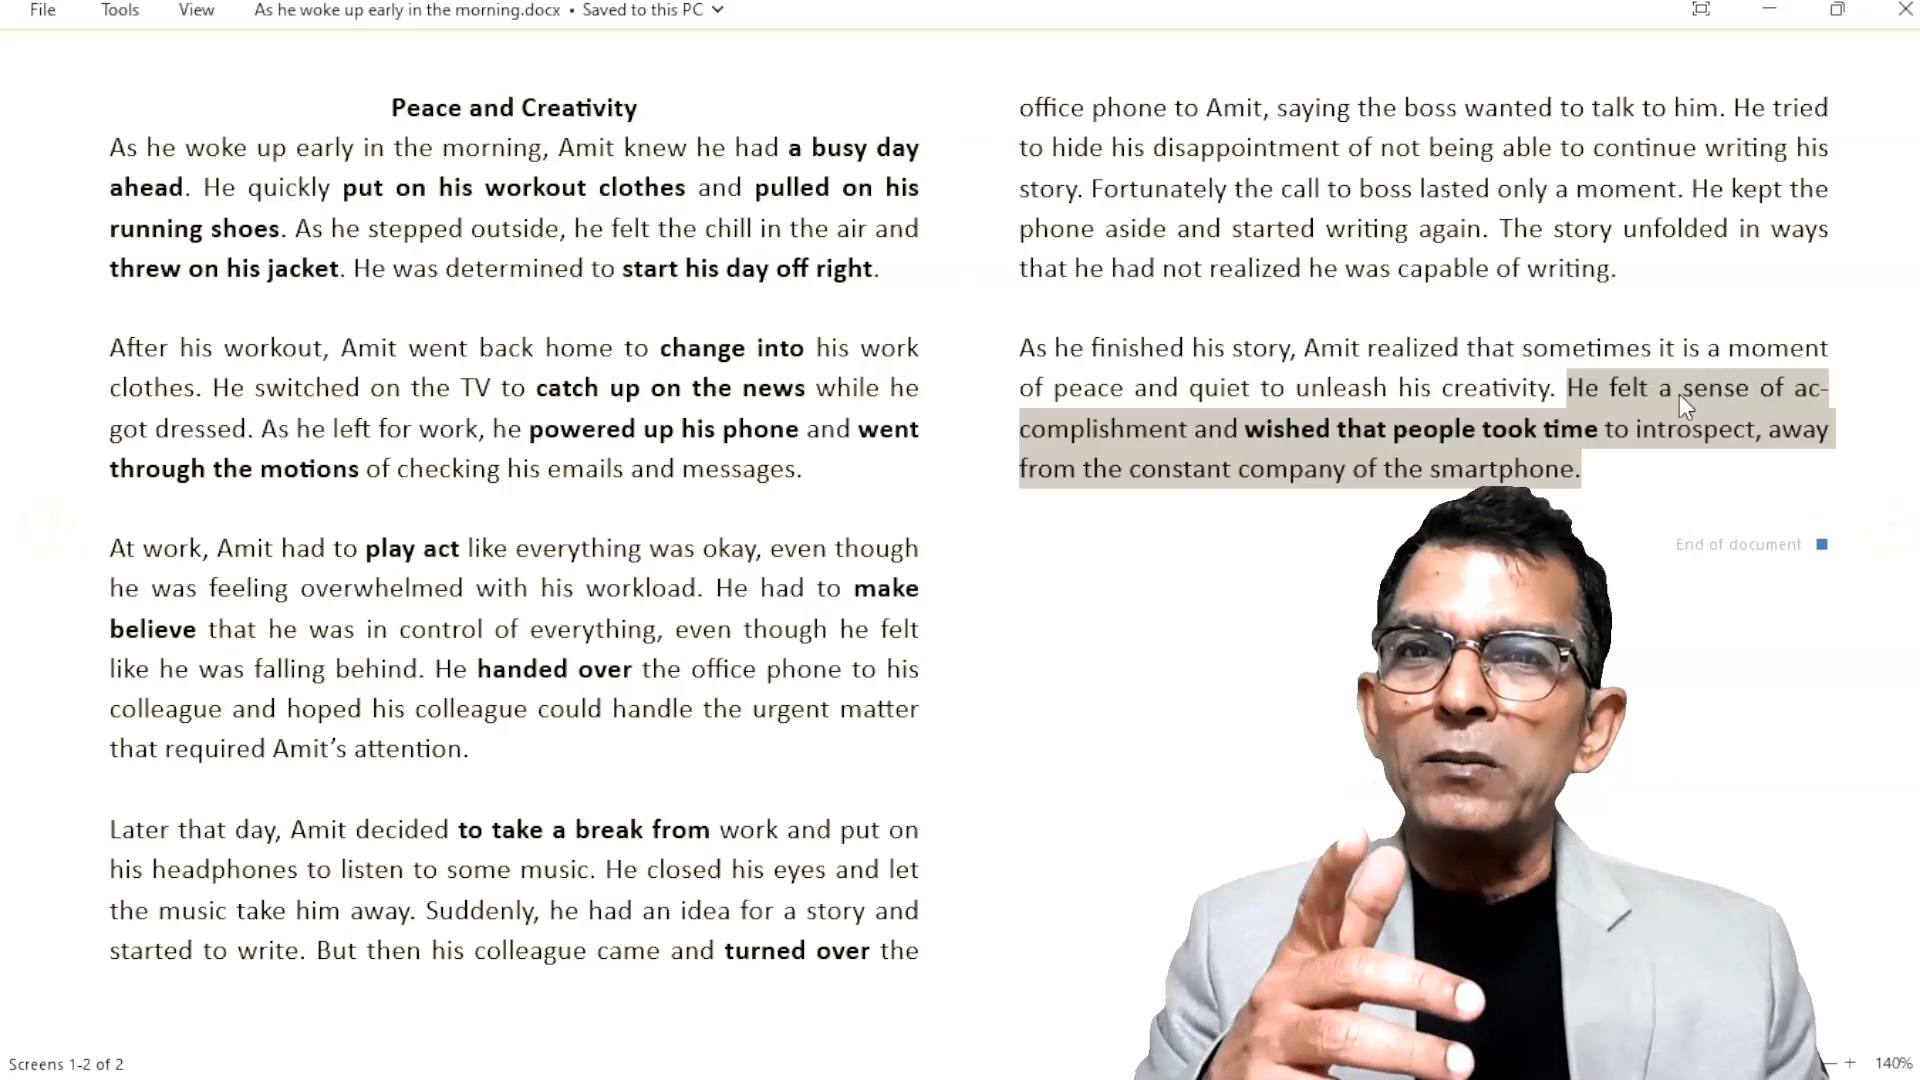 File Tools View As he woke up early in the morning.docx • Saved to this PC
Peace and Creativity
As he woke up early in the morning, Amit knew he had a busy day
ahead. He quickly put on his workout clothes and pulled on his
running shoes. As he stepped outside, he felt the chill in the air and
threw on his jacket. He was determined to start his day off right.
After his workout, Amit went back home to change into his work
clothes. He switched on the TV to catch up on the news while he
got dressed. As he left for work, he powered up his phone and went
through the motions of checking his emails and messages.
At work, Amit had to play act like everything was okay, even though
he was feeling overwhelmed with his workload. He had to make
believe that he was in control of everything, even though he felt
like he was falling behind. He handed over the office phone to his
colleague and hoped his colleague could handle the urgent matter
that required Amit’s attention.
Later that day, Amit decided to take a break from work and put on
his headphones to listen to some music. He closed his eyes and let
the music take him away. Suddenly, he had an idea for a story and
started to write. But then his colleague came and turned over the
office phone to Amit, saying the boss wanted to talk to him. He tried
to hide his disappointment of not being able to continue writing his
story. Fortunately the call to boss lasted only a moment. He kept the
phone aside and started writing again. The story unfolded in ways
that he had not realized he was capable of writing.
As he finished his story, Amit realized that sometimes it is a moment
of peace and quiet to unleash his creativity. He felt a sense of ac-
complishment and wished that people took time to introspect, away
from the constant company of the smartphone.
End of document
Screens 1-2 of 2
140%